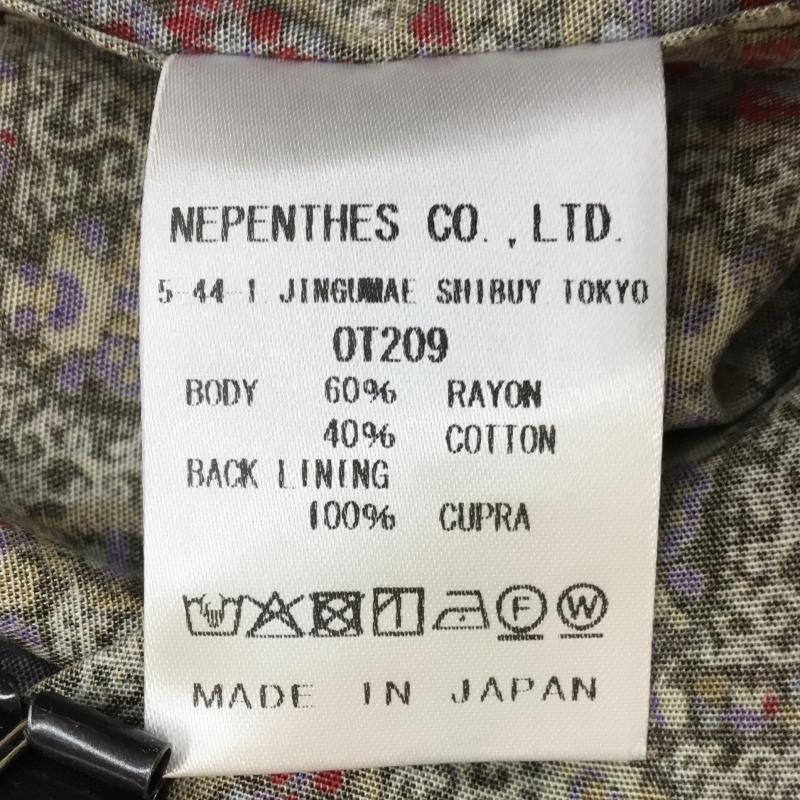 NEPENTHES CO., LTD.
5-44-1 JINGUMAE SHIBUY TOKYO
OT209
BODY 60% RAYON
40% COTTON
BACK LINING
100% CUPRA
F W
MADE IN JAPAN